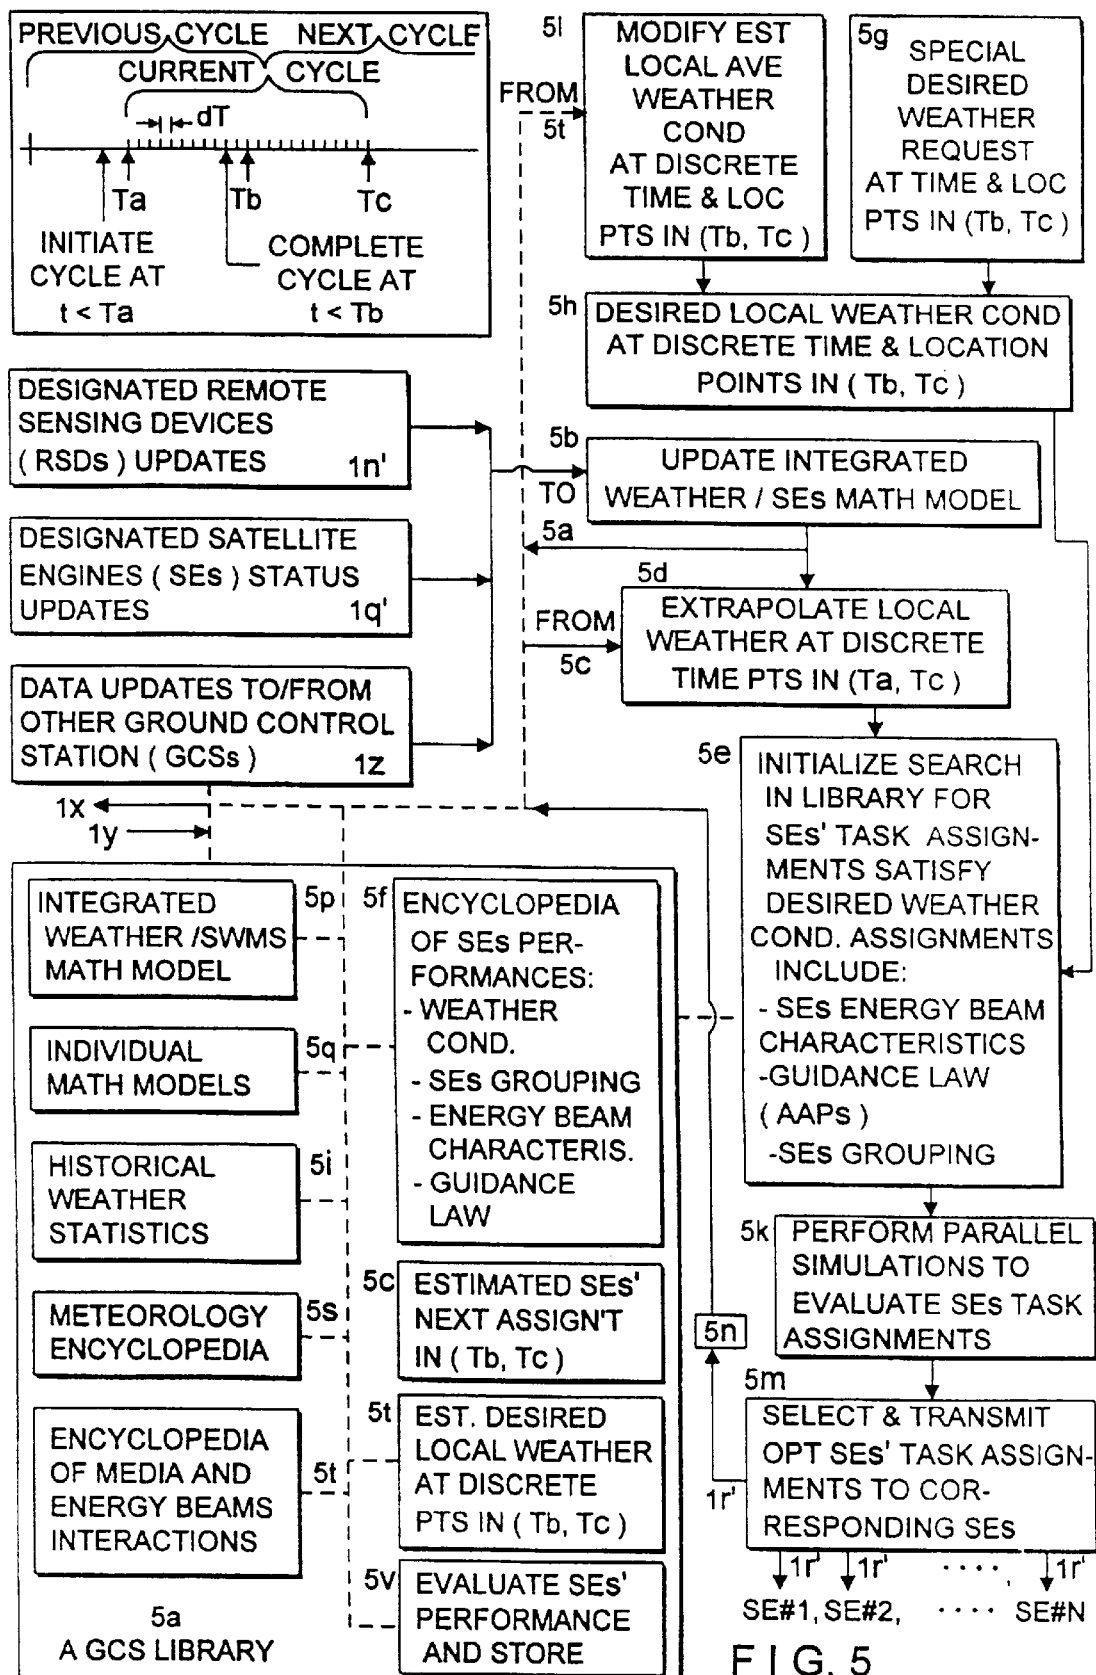 PREVIOUS CYCLE NEXT CYCLE
CURRENT CYCLE
dT
Ta Tb Tc
INITIATE
CYCLE AT
t < Ta
COMPLETE
CYCLE AT
t < Tb
5l
MODIFY EST
LOCAL AVE
WEATHER
COND
AT DISCRETE
TIME & LOC
PTS IN (Tb, Tc )
FROM
5t
5g
SPECIAL
DESIRED
WEATHER
REQUEST
AT TIME & LOC
PTS IN (Tb, Tc )
5h
DESIRED LOCAL WEATHER COND
AT DISCRETE TIME & LOCATION
POINTS IN ( Tb, Tc )
DESIGNATED REMOTE
SENSING DEVICES
( RSDs ) UPDATES
1n'
DESIGNATED SATELLITE
ENGINES ( SEs ) STATUS
UPDATES
1q'
DATA UPDATES TO/FROM
OTHER GROUND CONTROL
STATION ( GCSs )
1z
1x
1y
5b
UPDATE INTEGRATED
WEATHER / SEs MATH MODEL
TO
5a
5d
EXTRAPOLATE LOCAL
WEATHER AT DISCRETE
TIME PTS IN (Ta, Tc )
FROM
5c
5e
INITIALIZE SEARCH
IN LIBRARY FOR
SEs' TASK ASSIGN-
MENTS SATISFY
DESIRED WEATHER
COND. ASSIGNMENTS
INCLUDE:
- SEs ENERGY BEAM
CHARACTERISTICS
-GUIDANCE LAW
( AAPs )
-SEs GROUPING
5k
PERFORM PARALLEL
SIMULATIONS TO
EVALUATE SEs TASK
ASSIGNMENTS
5n
5m
SELECT & TRANSMIT
OPT SEs' TASK ASSIGN-
MENTS TO COR-
RESPONDING SEs
1r'
1r' 1r' .... 1r'
SE#1, SE#2, .... SE#N
INTEGRATED
WEATHER /SWMS
MATH MODEL
5p
INDIVIDUAL
MATH MODELS
5q
HISTORICAL
WEATHER
STATISTICS
5i
METEOROLOGY
ENCYCLOPEDIA
5s
ENCYCLOPEDIA
OF MEDIA AND
ENERGY BEAMS
INTERACTIONS
5t
5f
ENCYCLOPEDIA
OF SEs PER-
FORMANCES:
- WEATHER
COND.
- SEs GROUPING
- ENERGY BEAM
CHARACTERIS.
- GUIDANCE
LAW
5c
ESTIMATED SEs'
NEXT ASSIGN'T
IN ( Tb, Tc )
5t
EST. DESIRED
LOCAL WEATHER
AT DISCRETE
PTS IN ( Tb, Tc )
5v
EVALUATE SEs'
PERFORMANCE
AND STORE
5a
A GCS LIBRARY
FIG. 5